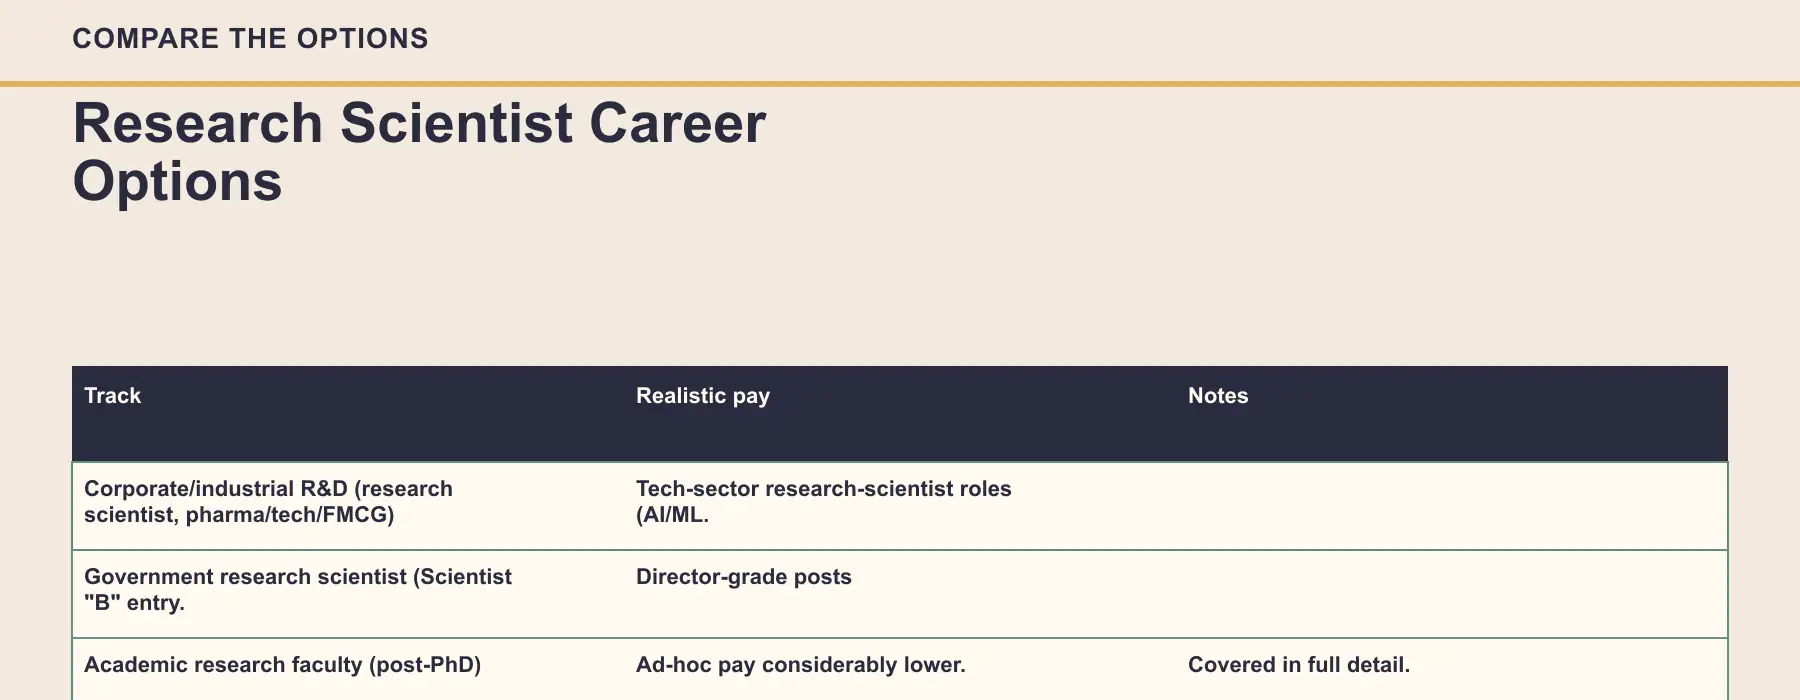 COMPARE THE OPTIONS
Research Scientist Career
Options
Track
Realistic pay
Notes
Corporate/industrial R&D (research
scientist, pharma/tech/FMCG)
Tech-sector research-scientist roles
(AI/ML.
Government research scientist (Scientist
"B" entry.
Director-grade posts
Academic research faculty (post-PhD)
Ad-hoc pay considerably lower.
Covered in full detail.